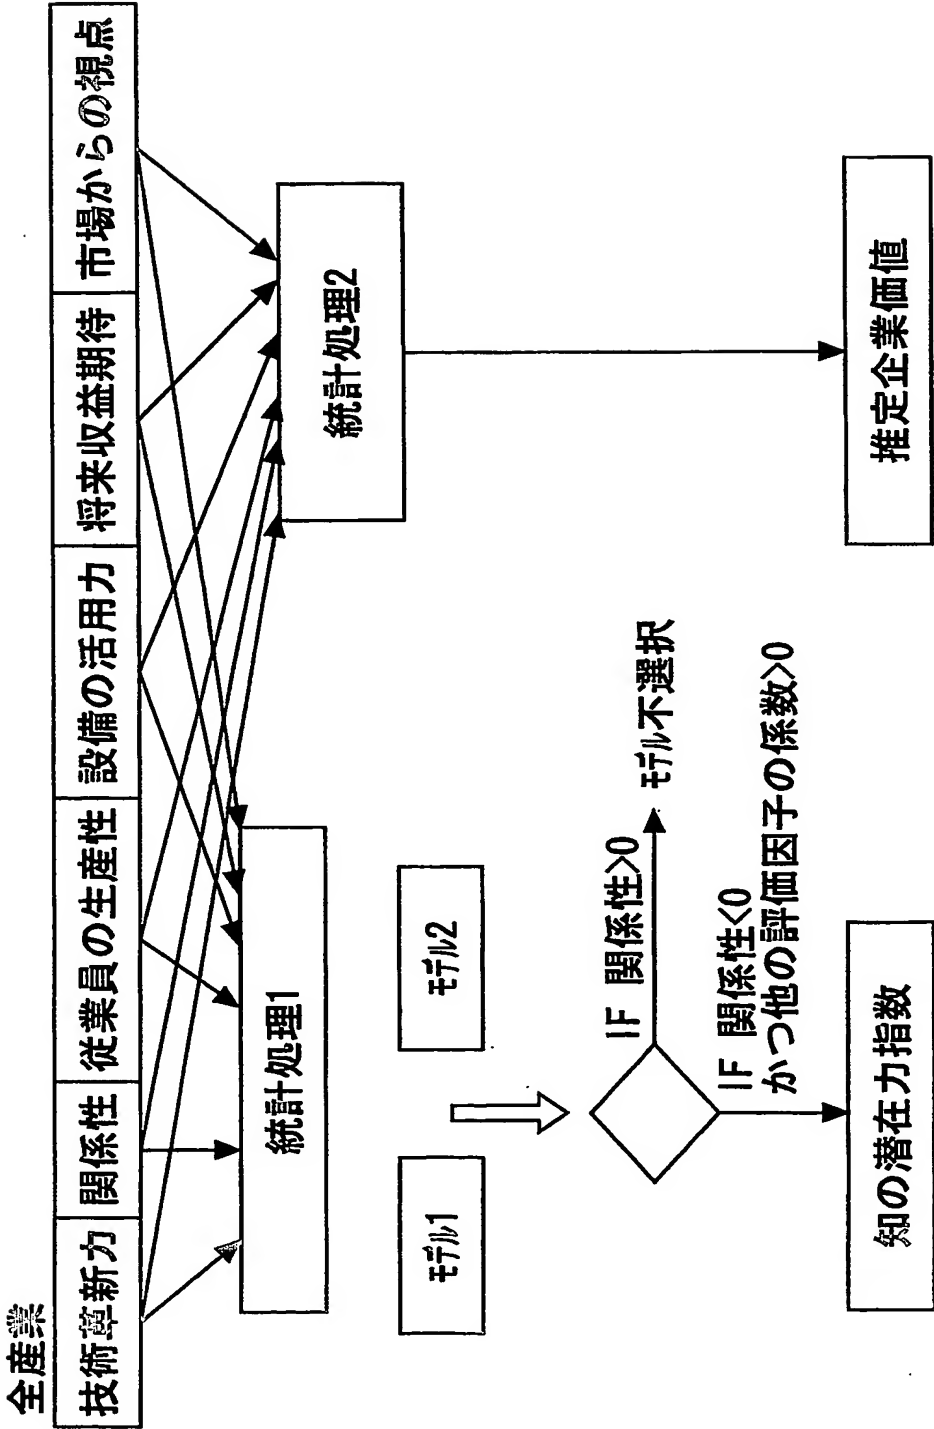 全産業
技術革新力
関係性
従業員の生産性
設備の活用力
将来収益期待
市場からの視点
統計処理1
統計処理2
モデル1
モデル2
IF 関係性>0
モデル不選択
IF 関係性<0
かつ他の評価因子の係数>0
知の潜在力指数
推定企業価値